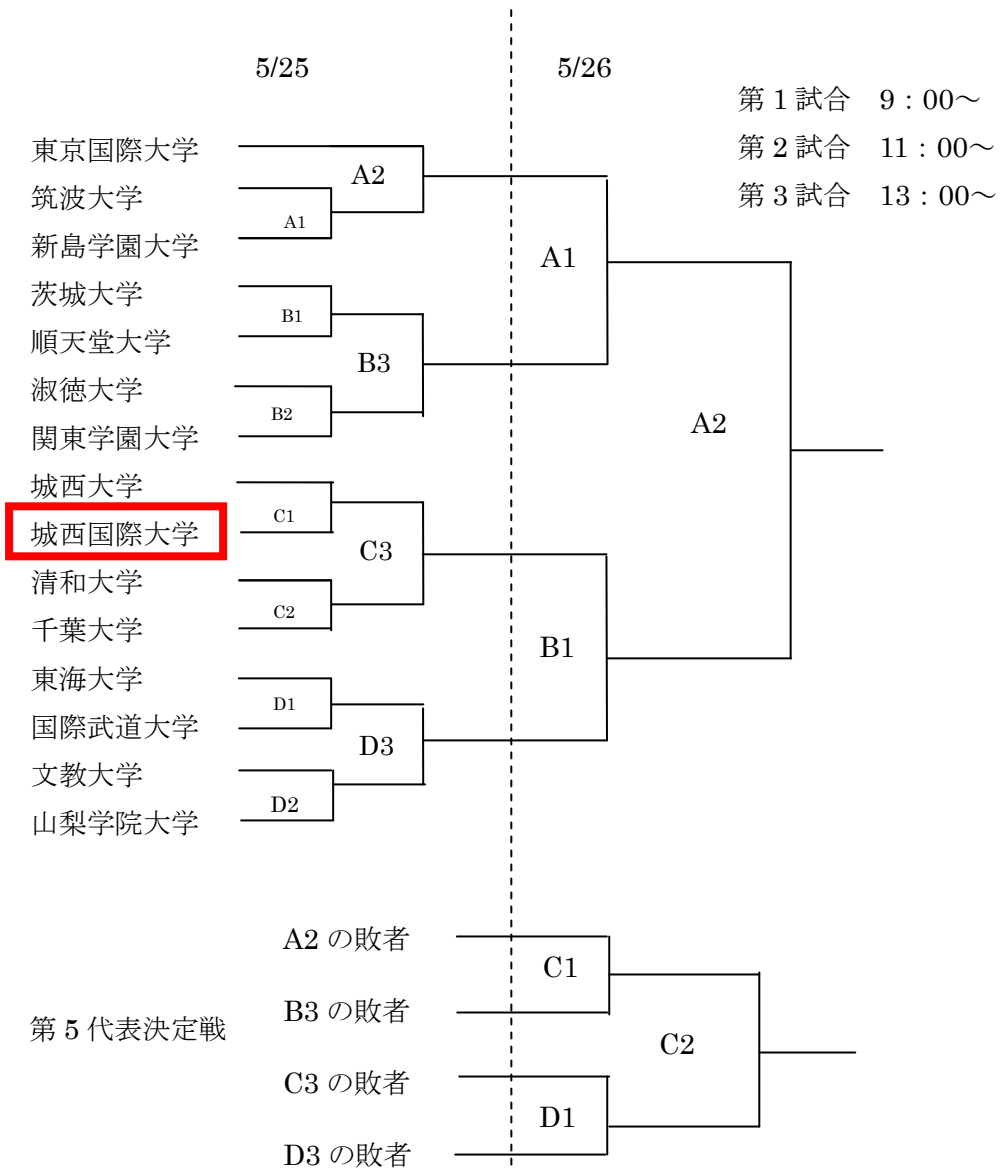 5/25
5/26
第1試合 9：00～
第2試合 11：00～
第3試合 13：00～
東京国際大学
A2
筑波大学
A1
新島学園大学
A1
茨城大学
B1
順天堂大学
B3
淑徳大学
B2
関東学園大学
A2
城西大学
C1
城西国際大学
C3
清和大学
C2
千葉大学
B1
東海大学
D1
国際武道大学
D3
文教大学
D2
山梨学院大学
A2 の敗者
C1
B3 の敗者
第5代表決定戦
C2
C3 の敗者
D1
D3 の敗者